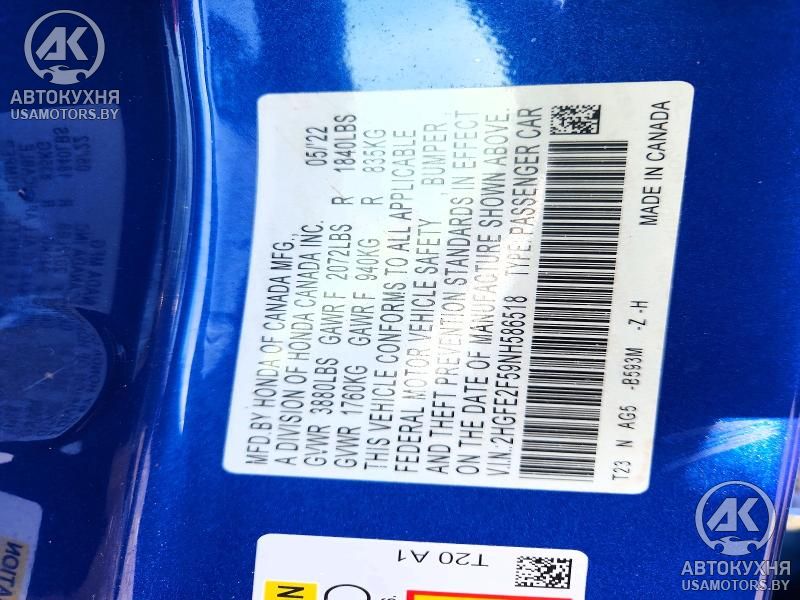 AK
АВТОКУХНЯ
USAMOTORS.BY
MFD.BY HONDA OF CANADA MFG., 05/'22
A DIVISION OF HONDA CANADA INC.
GVWR 3880LBS GAWR F 2072LBS R 1840LBS
GVWR 1760KG GAWR F 940KG R 835KG
THIS VEHICLE CONFORMS TO ALL APPLICABLE
FEDERAL MOTOR VEHICLE SAFETY , BUMPER ,
AND THEFT PREVENTION STANDARDS IN EFFECT
ON THE DATE OF MANUFACTURE SHOWN ABOVE.
V.I.N.:2HGFE2F59NH586518 TYPE:PASSENGER CAR
T23 N AG5 -B593M -Z -H MADE IN CANADA
T20 A1
AK
АВТОКУХНЯ
USAMOTORS.BY